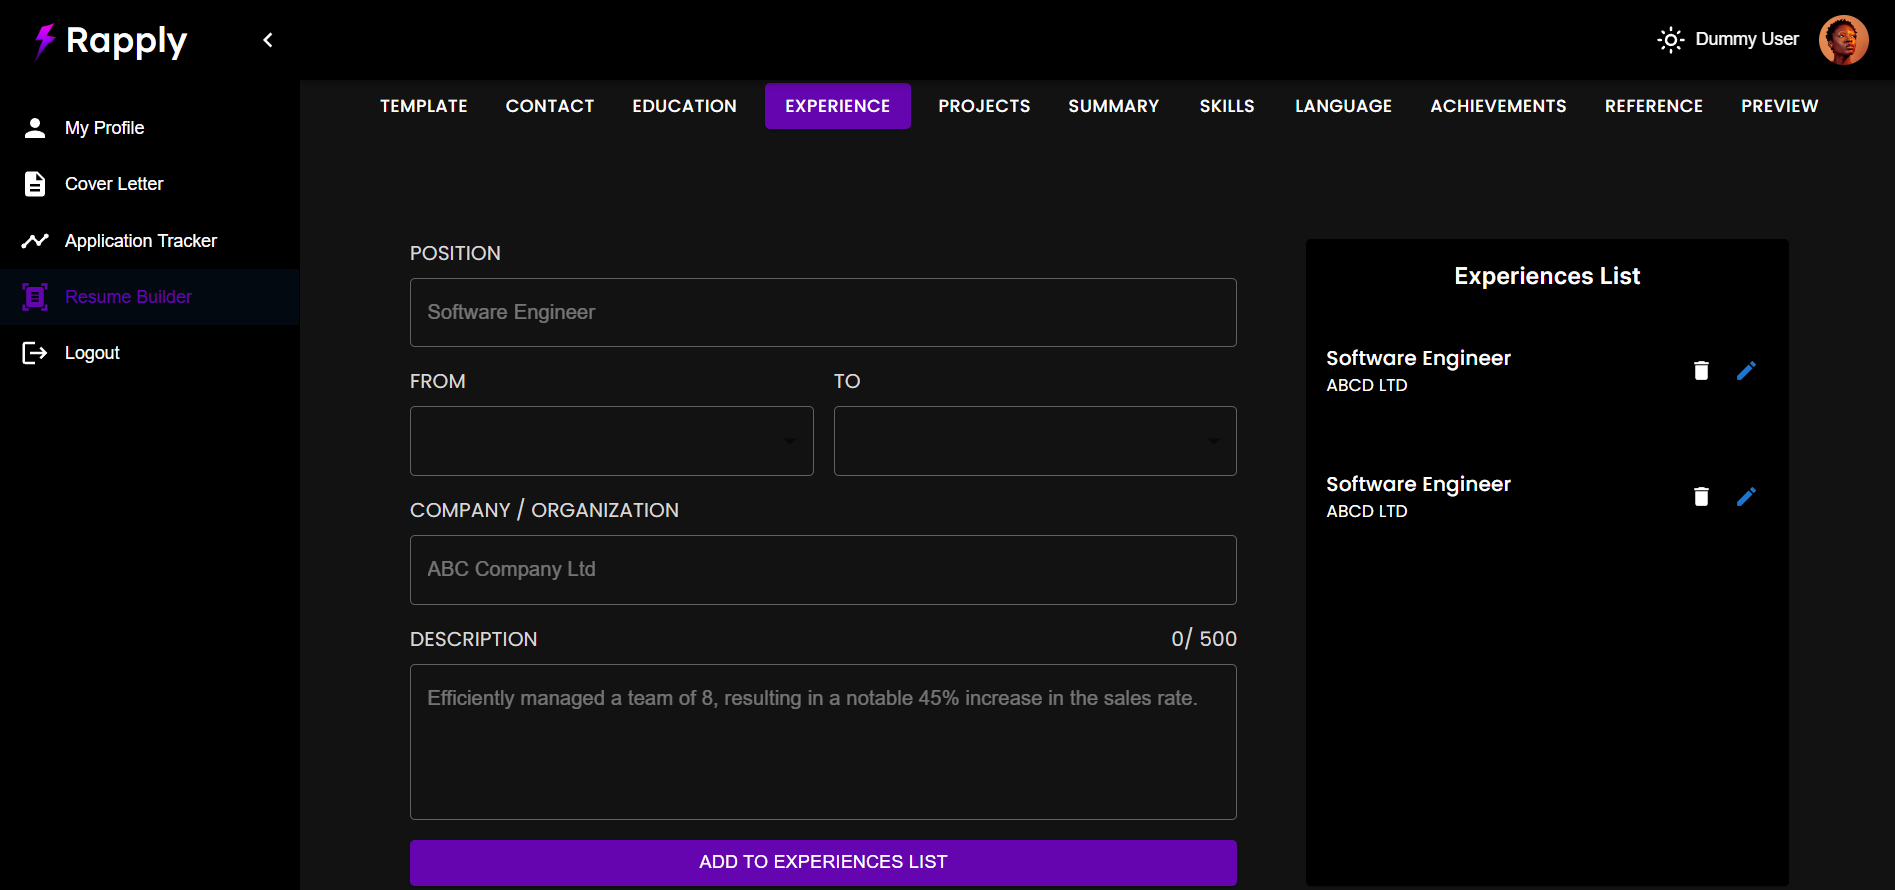 Rapply
Dummy User
My Profile
Cover Letter
Application Tracker
Resume Builder
Logout
TEMPLATE CONTACT EDUCATION EXPERIENCE PROJECTS SUMMARY SKILLS LANGUAGE ACHIEVEMENTS REFERENCE PREVIEW
POSITION
Software Engineer
FROM TO
COMPANY / ORGANIZATION
ABC Company Ltd
DESCRIPTION 0/ 500
Efficiently managed a team of 8, resulting in a notable 45% increase in the sales rate.
ADD TO EXPERIENCES LIST
Experiences List
Software Engineer
ABCD LTD
Software Engineer
ABCD LTD